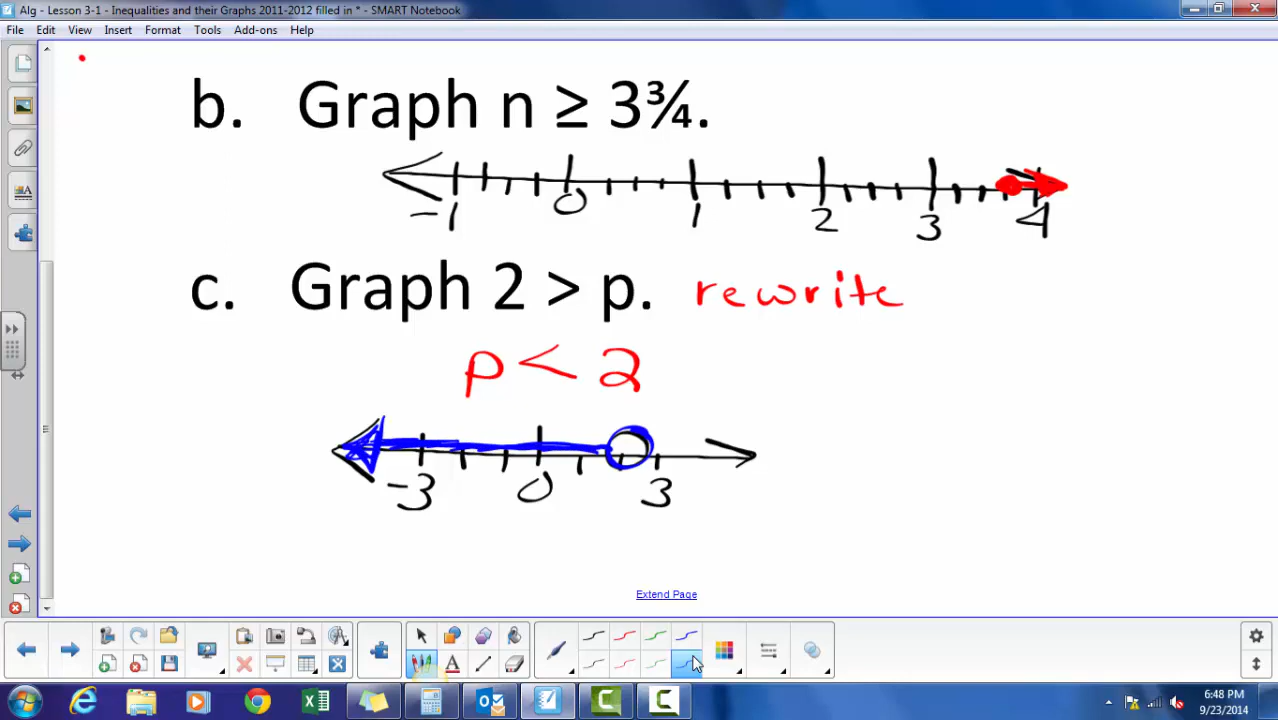 Alg - Lesson 3-1 - Inequalities and their Graphs 2011-2012 filled in * - SMART Notebook
File Edit View Insert Format Tools Add-ons Help
b. Graph n ≥ 3¾.
-1 0 1 2 3 4
c. Graph 2 > p. rewrite
p < 2
-3 0 3
Extend Page
6:48 PM
9/23/2014